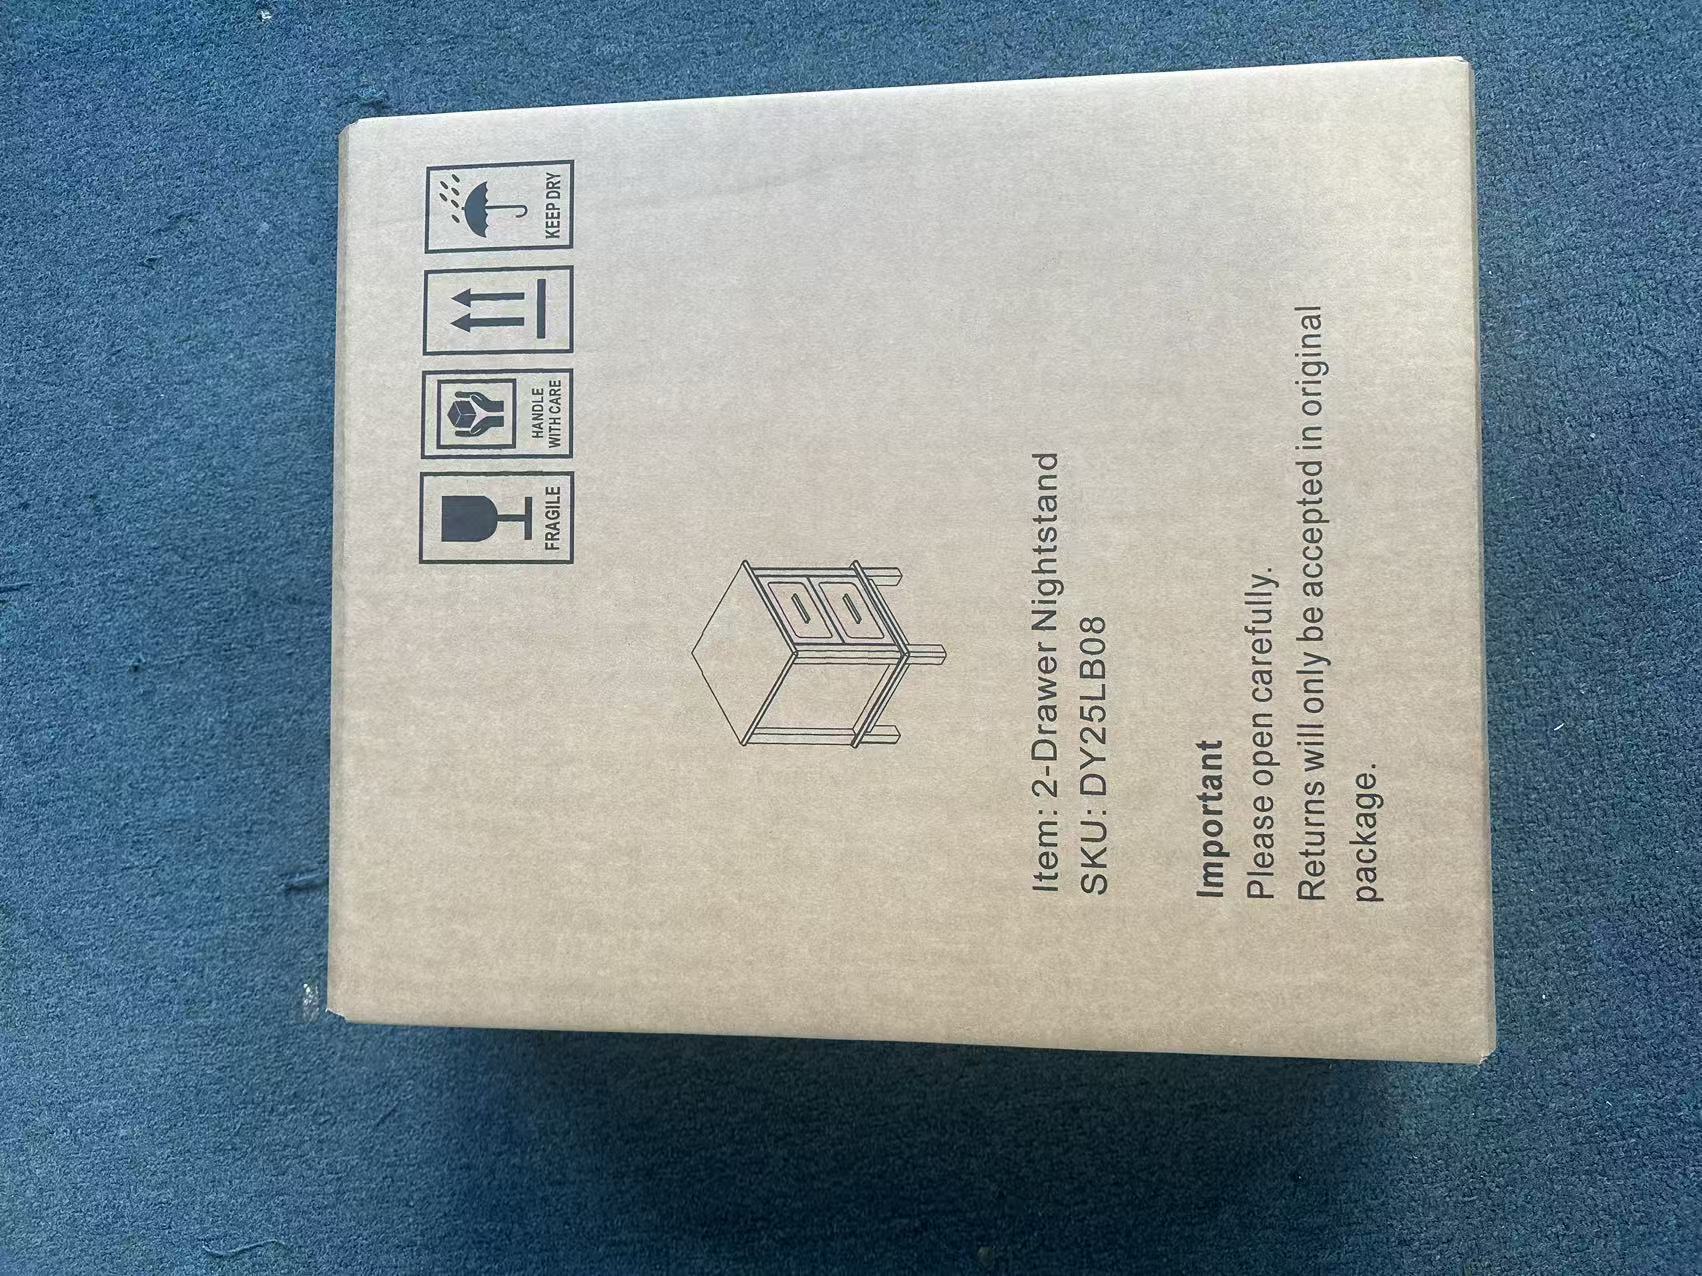 FRAGILE
HANDLE
WITH CARE
KEEP DRY
Item: 2-Drawer Nightstand
SKU: DY25LB08
Important
Please open carefully.
Returns will only be accepted in original
package.